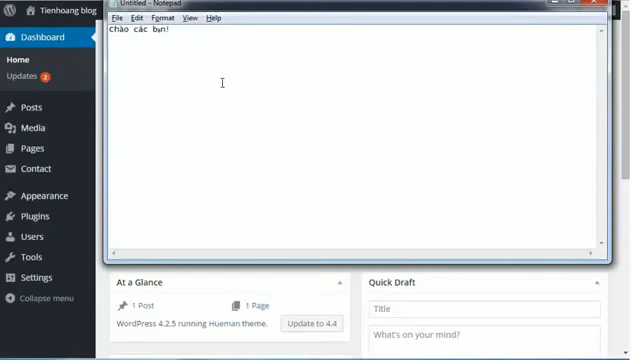 Tienhoang blog
Untitled - Notepad
File Edit Format View Help
Chào các bạn!
Dashboard
Home
Updates 2
Posts
Media
Pages
Contact
Appearance
Plugins
Users
Tools
Settings
Collapse menu
At a Glance
1 Post 1 Page
WordPress 4.2.5 running Hueman theme. Update to 4.4
Quick Draft
Title
What's on your mind?